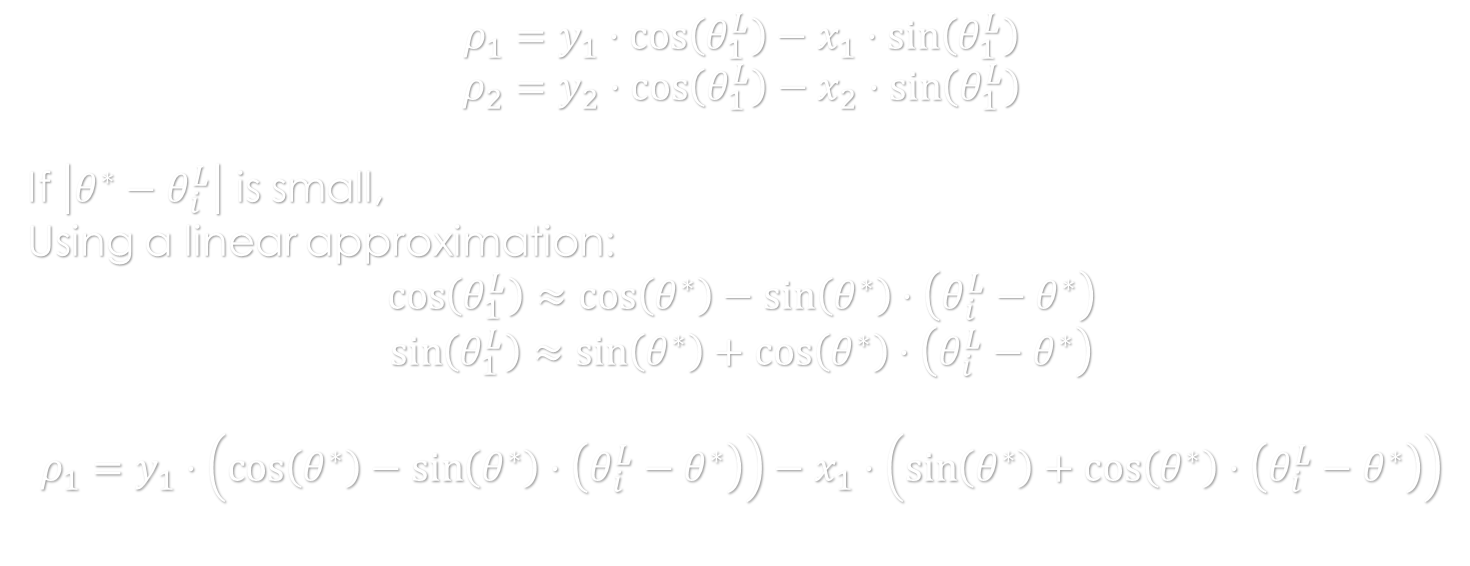 ρ₁ = y₁ · cos(θ₁ᴸ) − x₁ · sin(θ₁ᴸ)
ρ₂ = y₂ · cos(θ₁ᴸ) − x₂ · sin(θ₁ᴸ)
If |θ* − θᵢᴸ| is small,
Using a linear approximation:
cos(θ₁ᴸ) ≈ cos(θ*) − sin(θ*) · (θᵢᴸ − θ*)
sin(θ₁ᴸ) ≈ sin(θ*) + cos(θ*) · (θᵢᴸ − θ*)
ρ₁ = y₁ · (cos(θ*) − sin(θ*) · (θᵢᴸ − θ*)) − x₁ · (sin(θ*) + cos(θ*) · (θᵢᴸ − θ*))